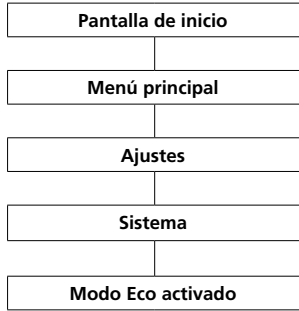 Pantalla de inicio
Menú principal
Ajustes
Sistema
Modo Eco activado